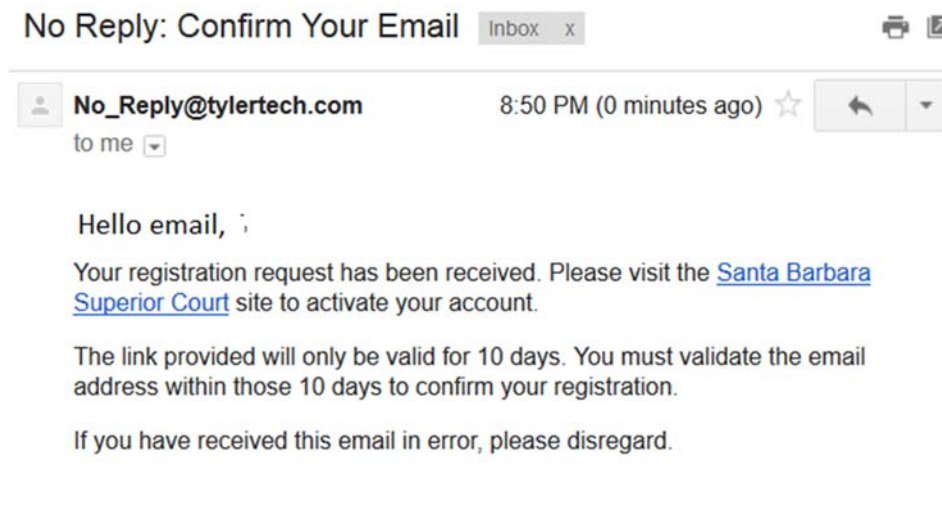 No Reply: Confirm Your Email Inbox x
No_Reply@tylertech.com 8:50 PM (0 minutes ago)
to me
Hello email,
Your registration request has been received. Please visit the Santa Barbara
Superior Court site to activate your account.
The link provided will only be valid for 10 days. You must validate the email
address within those 10 days to confirm your registration.
If you have received this email in error, please disregard.